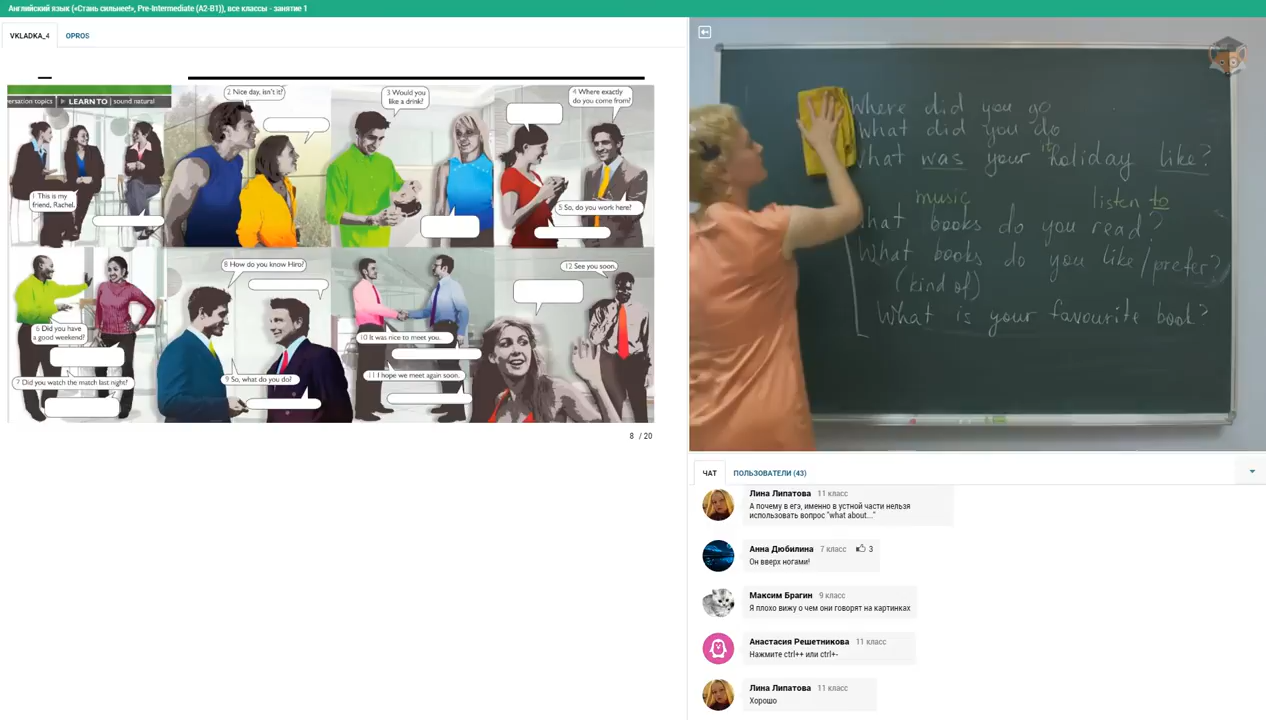 Английский язык («Стань сильнее!», Pre-Intermediate (A2-B1)), все классы - занятие 1
VKLADKA_4
OPROS
versation topics
LEARN TO | sound natural
1 This is my
friend, Rachel.
2 Nice day, isn't it?
3 Would you
like a drink?
4 Where exactly
do you come from?
5 So, do you work here?
6 Did you have
a good weekend?
7 Did you watch the match last night?
8 How do you know Hiro?
9 So, what do you do?
10 It was nice to meet you.
11 I hope we meet again soon.
12 See you soon.
8 / 20
Where did you go
What did you do
it
What was your holiday like?
music
listen to
What books do you read?
What books do you like/prefer?
(kind of)
What is your favourite book?
ЧАТ
ПОЛЬЗОВАТЕЛИ (43)
Лина Липатова 11 класс
А почему в егэ, именно в устной части нельзя
использовать вопрос "what about..."
Анна Дюбилина 7 класс 3
Он вверх ногами!
Максим Брагин 9 класс
Я плохо вижу о чем они говорят на картинках
Анастасия Решетникова 11 класс
Нажмите ctrl++ или ctrl+-
Лина Липатова 11 класс
Хорошо